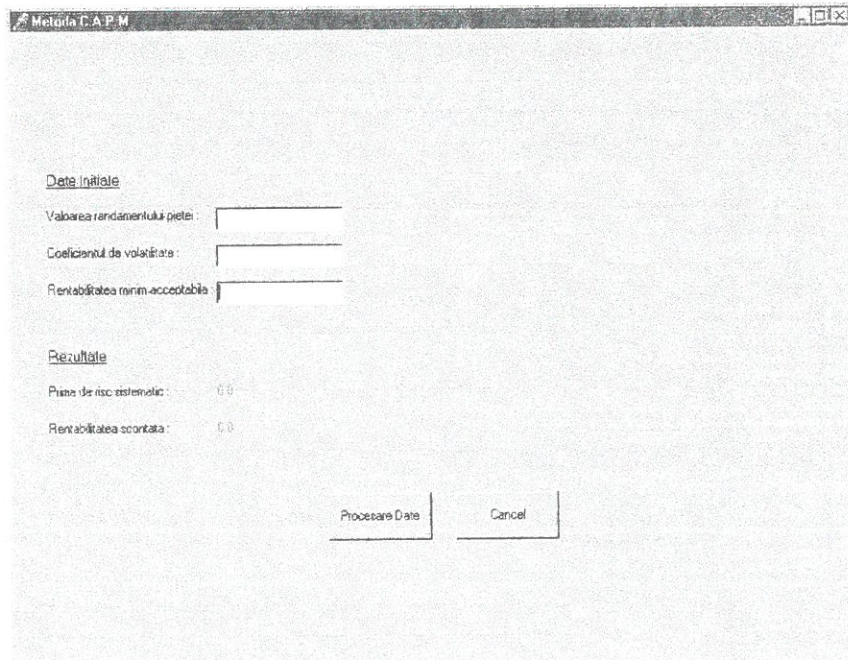 Metoda C.A.P.M
Date Initiale
Valoarea randamentului pietei :
Coeficientul de volatilitate :
Rentabilitatea minim acceptabila :
Rezultate
Prima de risc sistematic : 0.0
Rentabilitatea scontata : 0.0
Procesare Date Cancel